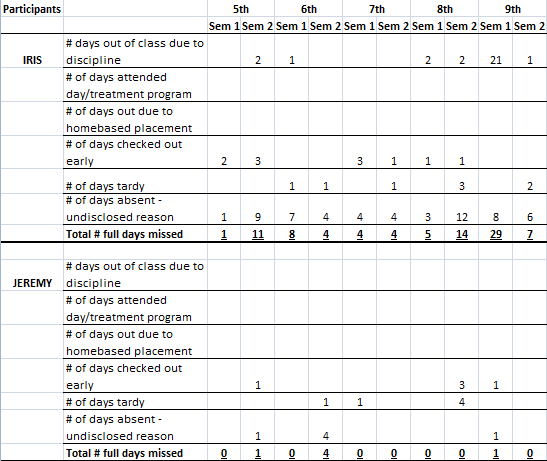 Participants 5th 6th 7th 8th 9th
Sem 1 Sem 2 Sem 1 Sem 2 Sem 1 Sem 2 Sem 1 Sem 2 Sem 1 Sem 2
# days out of class due to
IRIS discipline 2 1 2 2 21 1
# of days attended
day/treatment program
# of days out due to
homebased placement
# of days checked out
early 2 3 3 1 1 1
# of days tardy 1 1 1 3 2
# of days absent -
undisclosed reason 1 9 7 4 4 4 3 12 8 6
Total # full days missed 1 11 8 4 4 4 5 14 29 7
# days out of class due to
JEREMY discipline
# of days attended
day/treatment program
# of days out due to
homebased placement
# of days checked out
early 1 3 1
# of days tardy 1 1 4
# of days absent -
undisclosed reason 1 4 1
Total # full days missed 0 1 0 4 0 0 0 0 1 0